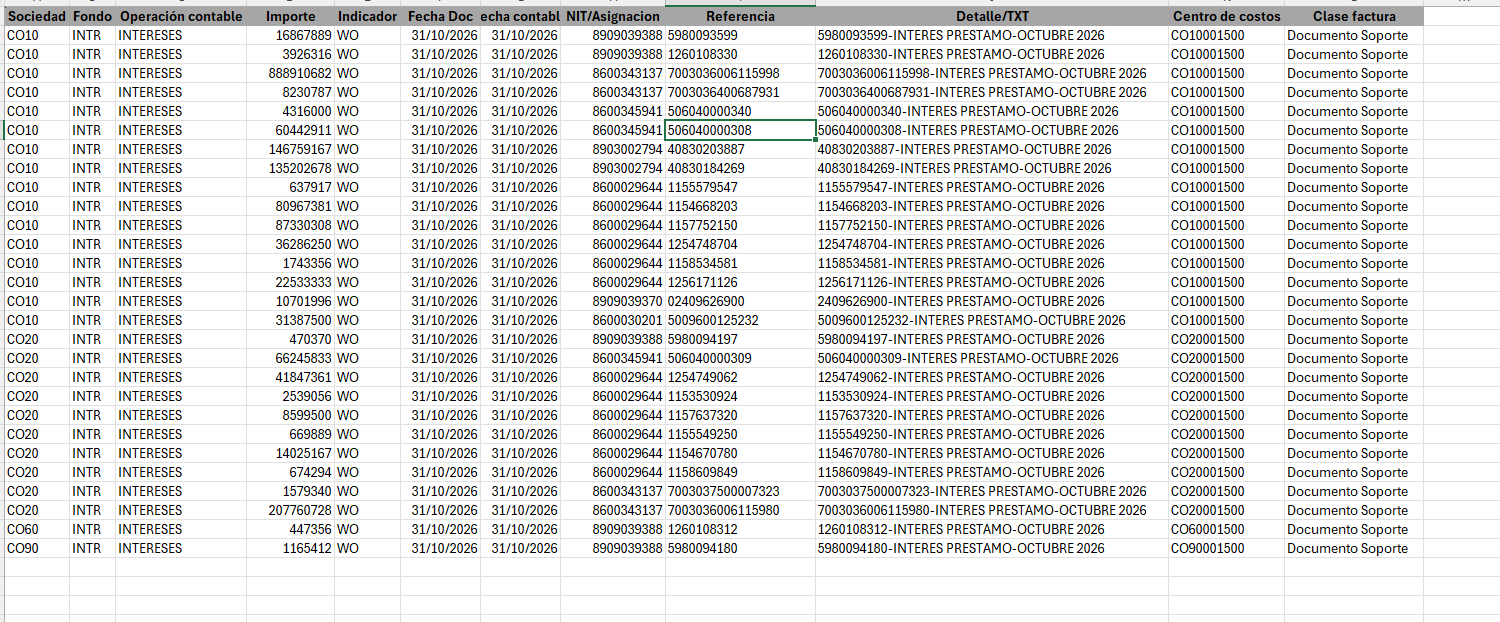 Sociedad Fondo Operación contable Importe Indicador Fecha Doc echa contabl NIT/Asignacion Referencia Detalle/TXT Centro de costos Clase factura
CO10 INTR INTERESES 16867889 WO 31/10/2026 31/10/2026 8909039388 5980093599 5980093599-INTERES PRESTAMO-OCTUBRE 2026 CO10001500 Documento Soporte
CO10 INTR INTERESES 3926316 WO 31/10/2026 31/10/2026 8909039388 1260108330 1260108330-INTERES PRESTAMO-OCTUBRE 2026 CO10001500 Documento Soporte
CO10 INTR INTERESES 888910682 WO 31/10/2026 31/10/2026 8600343137 7003036006115998 7003036006115998-INTERES PRESTAMO-OCTUBRE 2026 CO10001500 Documento Soporte
CO10 INTR INTERESES 8230787 WO 31/10/2026 31/10/2026 8600343137 7003036400687931 7003036400687931-INTERES PRESTAMO-OCTUBRE 2026 CO10001500 Documento Soporte
CO10 INTR INTERESES 4316000 WO 31/10/2026 31/10/2026 8600345941 506040000340 506040000340-INTERES PRESTAMO-OCTUBRE 2026 CO10001500 Documento Soporte
CO10 INTR INTERESES 60442911 WO 31/10/2026 31/10/2026 8600345941 506040000308 506040000308-INTERES PRESTAMO-OCTUBRE 2026 CO10001500 Documento Soporte
CO10 INTR INTERESES 146759167 WO 31/10/2026 31/10/2026 8903002794 40830203887 40830203887-INTERES PRESTAMO-OCTUBRE 2026 CO10001500 Documento Soporte
CO10 INTR INTERESES 135202678 WO 31/10/2026 31/10/2026 8903002794 40830184269 40830184269-INTERES PRESTAMO-OCTUBRE 2026 CO10001500 Documento Soporte
CO10 INTR INTERESES 637917 WO 31/10/2026 31/10/2026 8600029644 1155579547 1155579547-INTERES PRESTAMO-OCTUBRE 2026 CO10001500 Documento Soporte
CO10 INTR INTERESES 80967381 WO 31/10/2026 31/10/2026 8600029644 1154668203 1154668203-INTERES PRESTAMO-OCTUBRE 2026 CO10001500 Documento Soporte
CO10 INTR INTERESES 87330308 WO 31/10/2026 31/10/2026 8600029644 1157752150 1157752150-INTERES PRESTAMO-OCTUBRE 2026 CO10001500 Documento Soporte
CO10 INTR INTERESES 36286250 WO 31/10/2026 31/10/2026 8600029644 1254748704 1254748704-INTERES PRESTAMO-OCTUBRE 2026 CO10001500 Documento Soporte
CO10 INTR INTERESES 1743356 WO 31/10/2026 31/10/2026 8600029644 1158534581 1158534581-INTERES PRESTAMO-OCTUBRE 2026 CO10001500 Documento Soporte
CO10 INTR INTERESES 22533333 WO 31/10/2026 31/10/2026 8600029644 1256171126 1256171126-INTERES PRESTAMO-OCTUBRE 2026 CO10001500 Documento Soporte
CO10 INTR INTERESES 10701996 WO 31/10/2026 31/10/2026 8909039370 02409626900 2409626900-INTERES PRESTAMO-OCTUBRE 2026 CO10001500 Documento Soporte
CO10 INTR INTERESES 31387500 WO 31/10/2026 31/10/2026 8600030201 5009600125232 5009600125232-INTERES PRESTAMO-OCTUBRE 2026 CO10001500 Documento Soporte
CO20 INTR INTERESES 470370 WO 31/10/2026 31/10/2026 8909039388 5980094197 5980094197-INTERES PRESTAMO-OCTUBRE 2026 CO20001500 Documento Soporte
CO20 INTR INTERESES 66245833 WO 31/10/2026 31/10/2026 8600345941 506040000309 506040000309-INTERES PRESTAMO-OCTUBRE 2026 CO20001500 Documento Soporte
CO20 INTR INTERESES 41847361 WO 31/10/2026 31/10/2026 8600029644 1254749062 1254749062-INTERES PRESTAMO-OCTUBRE 2026 CO20001500 Documento Soporte
CO20 INTR INTERESES 2539056 WO 31/10/2026 31/10/2026 8600029644 1153530924 1153530924-INTERES PRESTAMO-OCTUBRE 2026 CO20001500 Documento Soporte
CO20 INTR INTERESES 8599500 WO 31/10/2026 31/10/2026 8600029644 1157637320 1157637320-INTERES PRESTAMO-OCTUBRE 2026 CO20001500 Documento Soporte
CO20 INTR INTERESES 669889 WO 31/10/2026 31/10/2026 8600029644 1155549250 1155549250-INTERES PRESTAMO-OCTUBRE 2026 CO20001500 Documento Soporte
CO20 INTR INTERESES 14025167 WO 31/10/2026 31/10/2026 8600029644 1154670780 1154670780-INTERES PRESTAMO-OCTUBRE 2026 CO20001500 Documento Soporte
CO20 INTR INTERESES 674294 WO 31/10/2026 31/10/2026 8600029644 1158609849 1158609849-INTERES PRESTAMO-OCTUBRE 2026 CO20001500 Documento Soporte
CO20 INTR INTERESES 1579340 WO 31/10/2026 31/10/2026 8600343137 7003037500007323 7003037500007323-INTERES PRESTAMO-OCTUBRE 2026 CO20001500 Documento Soporte
CO20 INTR INTERESES 207760728 WO 31/10/2026 31/10/2026 8600343137 7003036006115980 7003036006115980-INTERES PRESTAMO-OCTUBRE 2026 CO20001500 Documento Soporte
CO60 INTR INTERESES 447356 WO 31/10/2026 31/10/2026 8909039388 1260108312 1260108312-INTERES PRESTAMO-OCTUBRE 2026 CO60001500 Documento Soporte
CO90 INTR INTERESES 1165412 WO 31/10/2026 31/10/2026 8909039388 5980094180 5980094180-INTERES PRESTAMO-OCTUBRE 2026 CO90001500 Documento Soporte